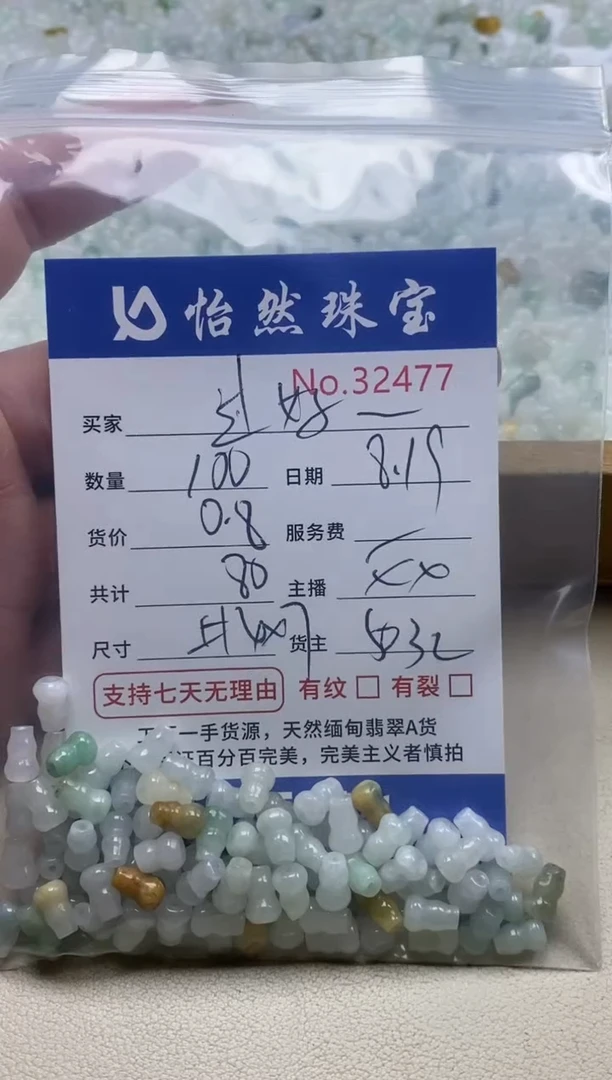 怡然珠宝
No.32477
买家
数量 100 日期 8.19
货价 0.8 服务费
共计 80 主播 XX
尺寸 货主
支持七天无理由 有纹 □ 有裂 □
一手货源，天然缅甸翡翠A货
百分百完美，完美主义者慎拍